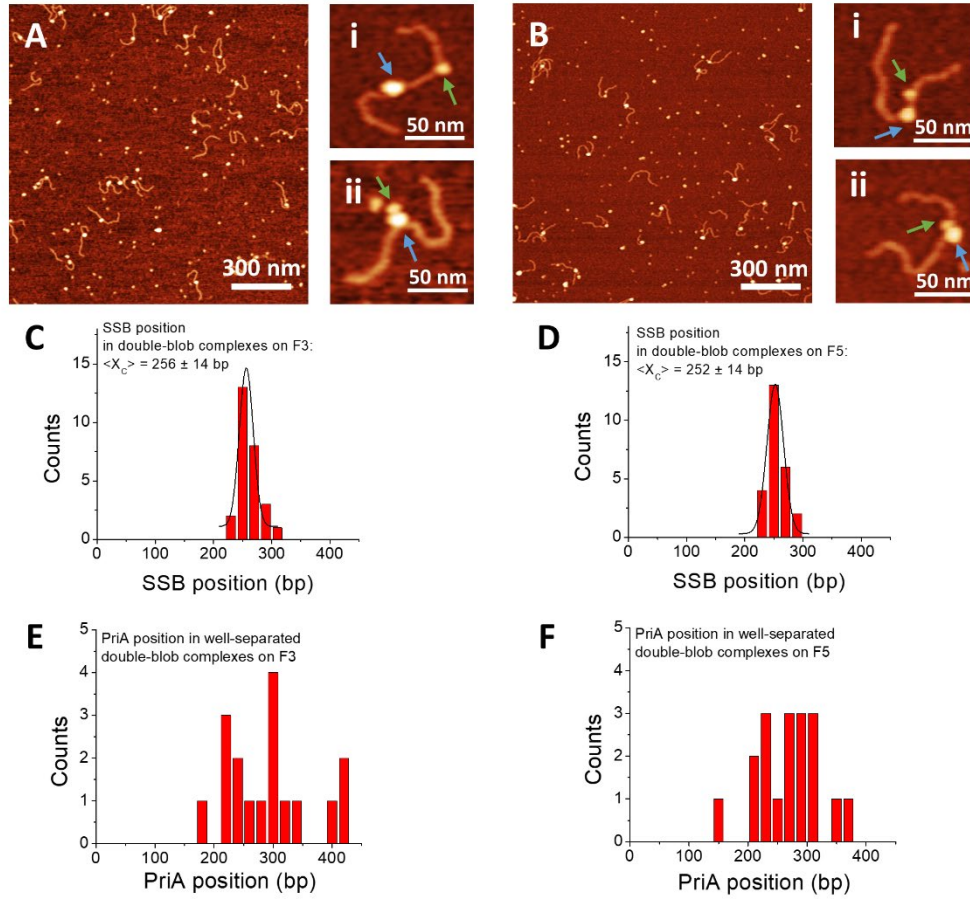 A
i
50 nm
ii
50 nm
300 nm
B
i
50 nm
ii
50 nm
300 nm
C
SSB position
in double-blob complexes on F3:
<X_C> = 256 ± 14 bp
15
10
5
0
Counts
0 100 200 300 400
SSB position (bp)
D
SSB position
in double-blob complexes on F5:
<X_C> = 252 ± 14 bp
15
10
5
0
Counts
0 100 200 300 400
SSB position (bp)
E
PriA position in well-separated
double-blob complexes on F3
5
4
3
2
1
0
Counts
0 100 200 300 400
PriA position (bp)
F
PriA position in well-separated
double-blob complexes on F5
5
4
3
2
1
0
Counts
0 100 200 300 400
PriA position (bp)